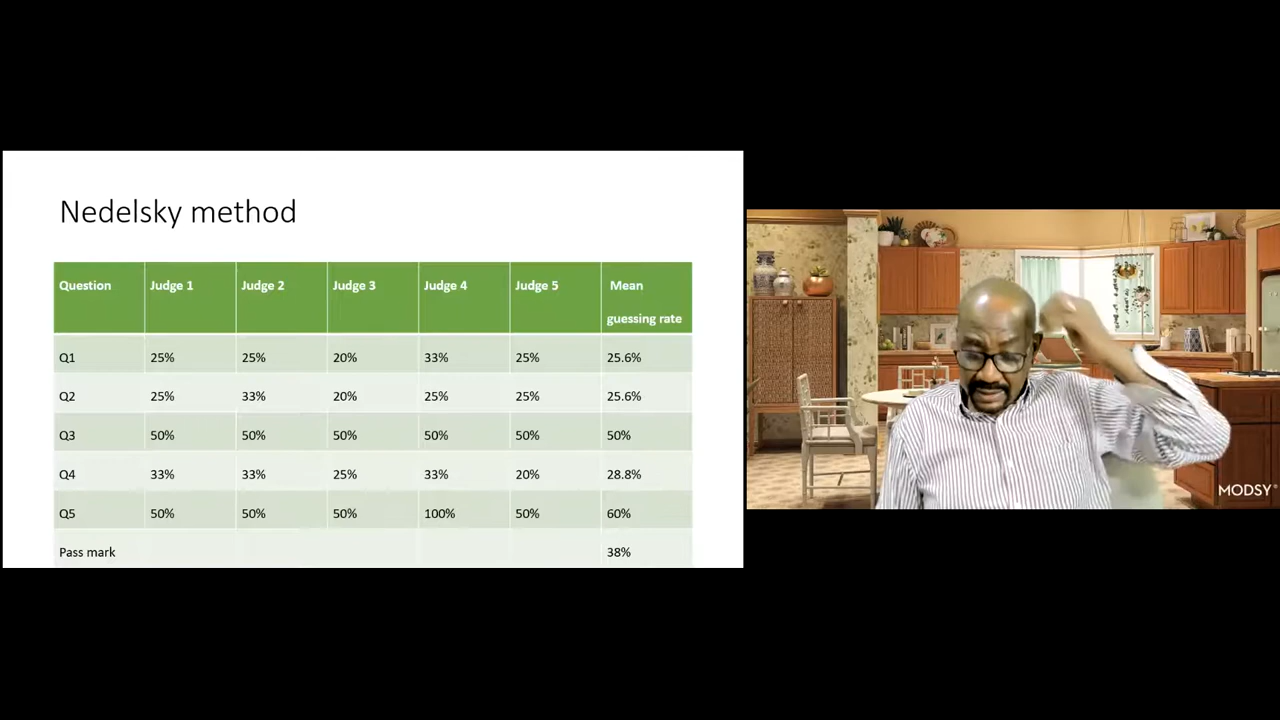 Nedelsky method
Question Judge 1 Judge 2 Judge 3 Judge 4 Judge 5 Mean
guessing rate
Q1 25% 25% 20% 33% 25% 25.6%
Q2 25% 33% 20% 25% 25% 25.6%
Q3 50% 50% 50% 50% 50% 50%
Q4 33% 33% 25% 33% 20% 28.8%
Q5 50% 50% 50% 100% 50% 60%
Pass mark 38%
MODSY